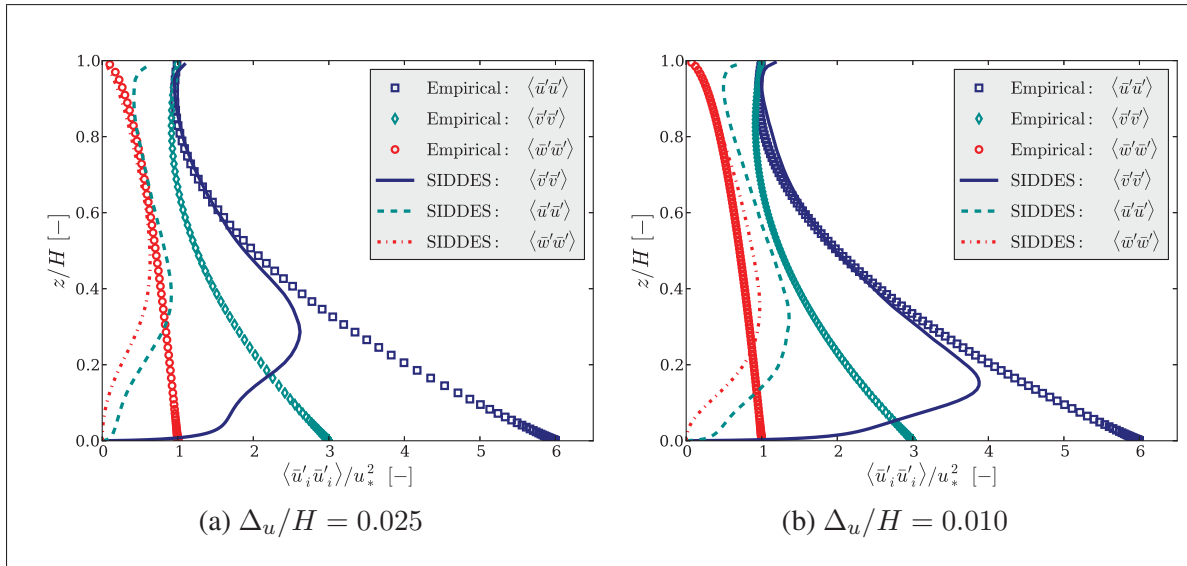 1.0
0.8
0.6
0.4
0.2
0.0
z/H [−]
0 1 2 3 4 5 6
⟨ū′ᵢū′ᵢ⟩/u²∗ [−]
Empirical: ⟨ū′ū′⟩
Empirical: ⟨v̄′v̄′⟩
Empirical: ⟨w̄′w̄′⟩
SIDDES: ⟨v̄′v̄′⟩
SIDDES: ⟨ū′ū′⟩
SIDDES: ⟨w̄′w̄′⟩
(a) Δᵤ/H = 0.025
1.0
0.8
0.6
0.4
0.2
0.0
z/H [−]
0 1 2 3 4 5 6
⟨ū′ᵢū′ᵢ⟩/u²∗ [−]
Empirical: ⟨ū′ū′⟩
Empirical: ⟨v̄′v̄′⟩
Empirical: ⟨w̄′w̄′⟩
SIDDES: ⟨v̄′v̄′⟩
SIDDES: ⟨ū′ū′⟩
SIDDES: ⟨w̄′w̄′⟩
(b) Δᵤ/H = 0.010